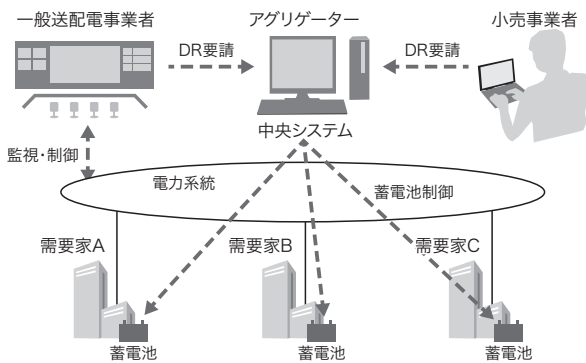 一般送配電事業者
アグリゲーター
小売事業者
DR要請
DR要請
中央システム
監視・制御
電力系統
蓄電池制御
需要家A
需要家B
需要家C
蓄電池
蓄電池
蓄電池